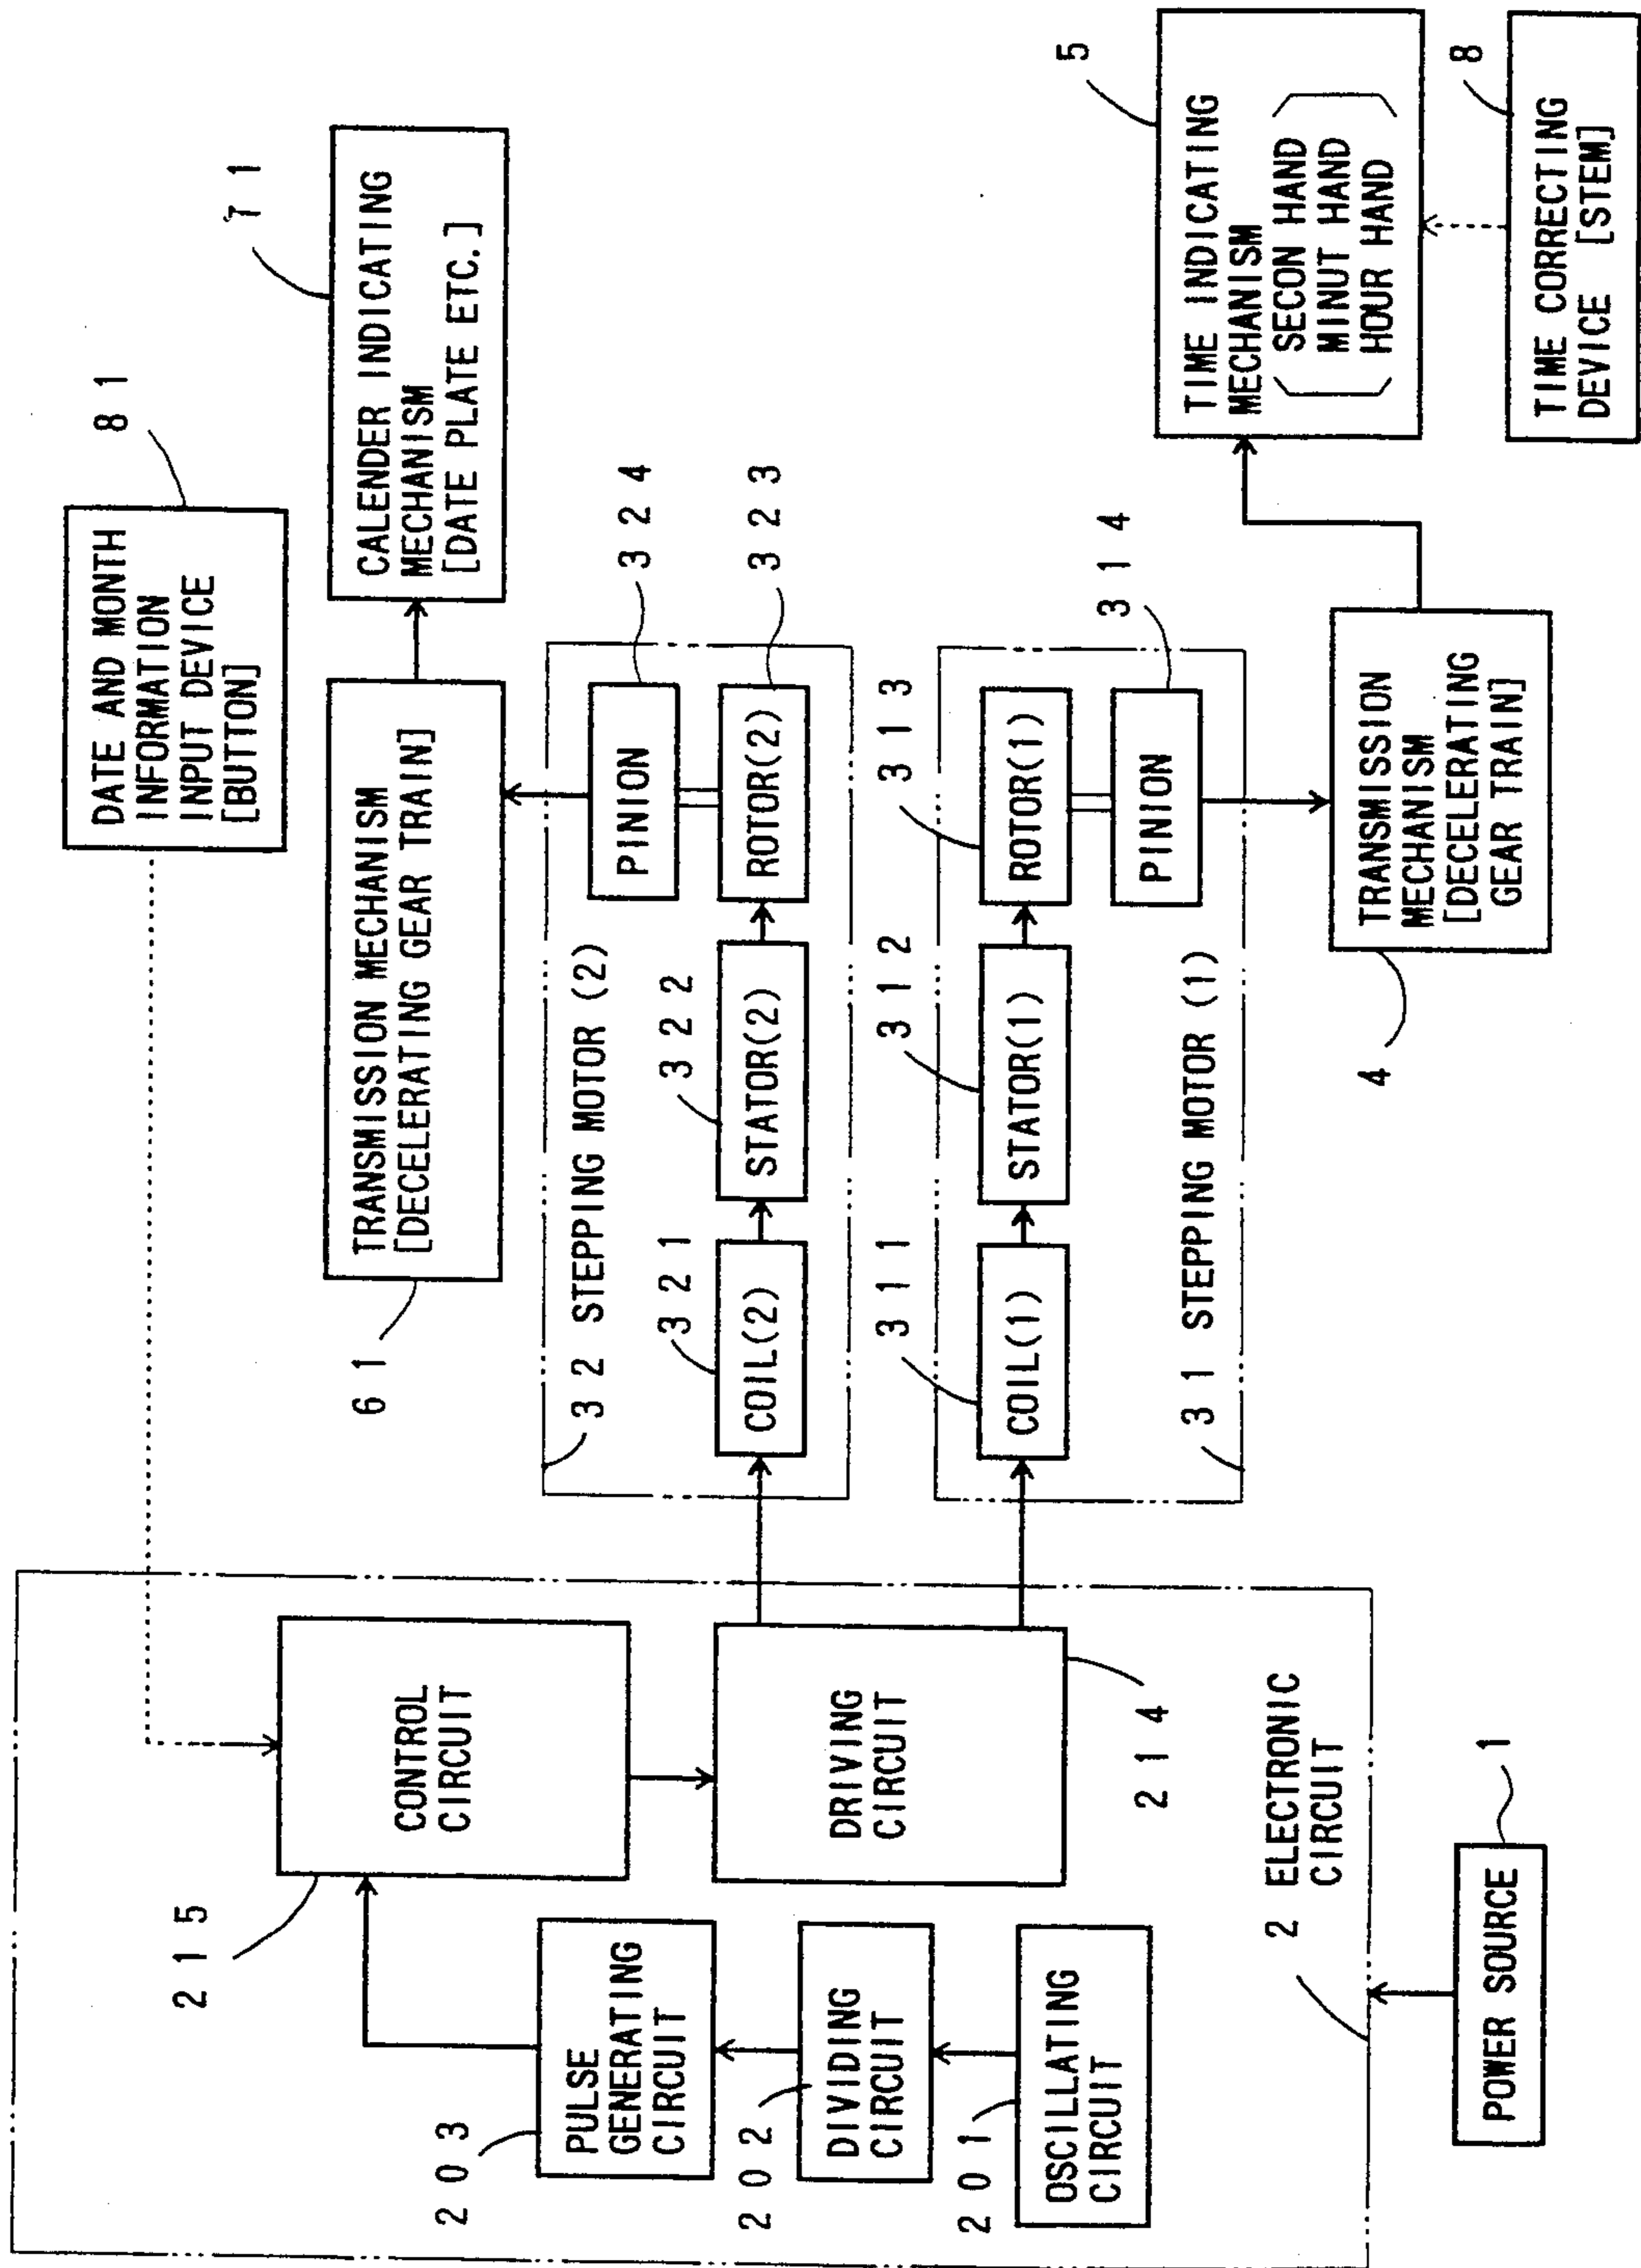 DATE AND MONTH
INFORMATION
INPUT DEVICE
[BUTTON]
8 1
CALENDER INDICATING
MECHANISM
[DATE PLATE ETC.]
7 1
TRANSMISSION MECHANISM
[DECELERATING GEAR TRAIN]
6 1
CONTROL
CIRCUIT
2 1 5
PULSE
GENERATING
CIRCUIT
2 0 3
DIVIDING
CIRCUIT
2 0 2
OSCILLATING
CIRCUIT
2 0 1
DRIVING
CIRCUIT
2 1 4
2 ELECTRONIC
CIRCUIT
POWER SOURCE
1
3 2 STEPPING MOTOR (2)
PINION
3 2 4
3 2 1
COIL(2)
3 2 2
STATOR(2)
ROTOR(2)
3 2 3
3 1 1
COIL(1)
3 1 2
STATOR(1)
3 1 3
ROTOR(1)
PINION
3 1 4
3 1 STEPPING MOTOR (1)
TRANSMISSION
MECHANISM
[DECELERATING
GEAR TRAIN]
4
TIME INDICATING
MECHANISM
SECON HAND
MINUT HAND
HOUR HAND
5
TIME CORRECTING
DEVICE [STEM]
8